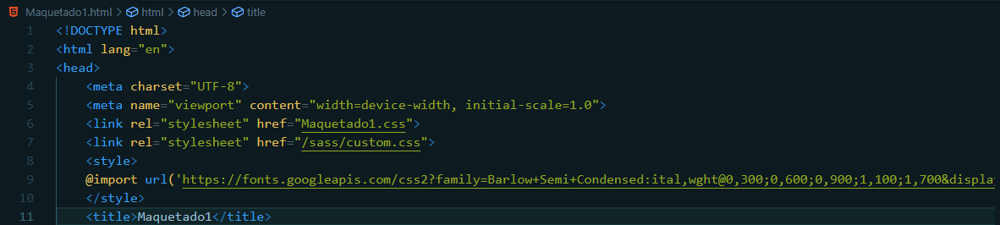 Maquetado1.html > html > head > title
1 <!DOCTYPE html>
2 <html lang="en">
3 <head>
4 <meta charset="UTF-8">
5 <meta name="viewport" content="width=device-width, initial-scale=1.0">
6 <link rel="stylesheet" href="Maquetado1.css">
7 <link rel="stylesheet" href="/sass/custom.css">
8 <style>
9 @import url('https://fonts.googleapis.com/css2?family=Barlow+Semi+Condensed:ital,wght@0,300;0,600;0,900;1,100;1,700&displa
10 </style>
11 <title>Maquetado1</title>